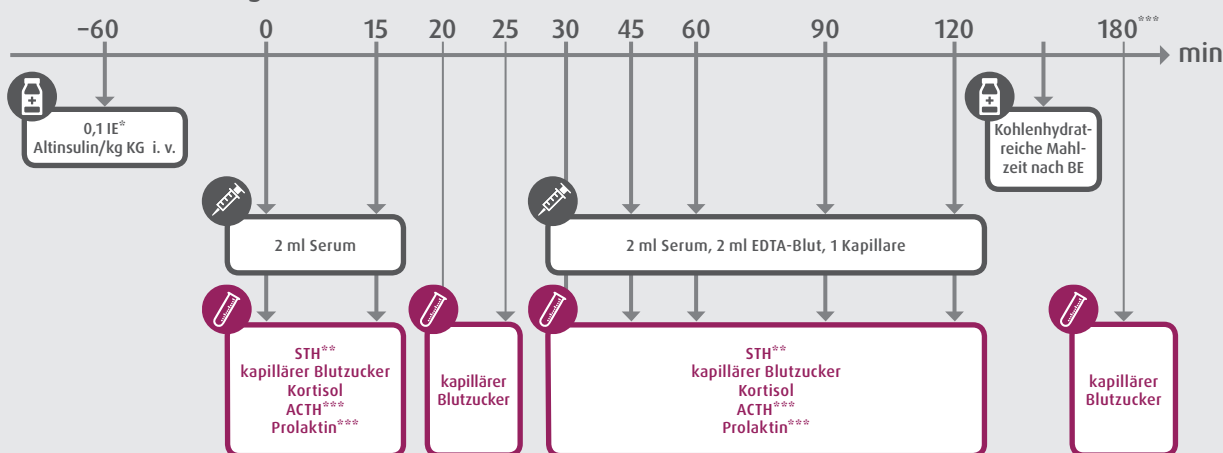 −60 0 15 20 25 30 45 60 90 120 180***
min
0,1 IE*
Altinsulin/kg KG i. v.
Kohlenhydrat-
reiche Mahl-
zeit nach BE
2 ml Serum
2 ml Serum, 2 ml EDTA-Blut, 1 Kapillare
STH**
kapillärer Blutzucker
Kortisol
ACTH***
Prolaktin***
kapillärer
Blutzucker
STH**
kapillärer Blutzucker
Kortisol
ACTH***
Prolaktin***
kapillärer
Blutzucker